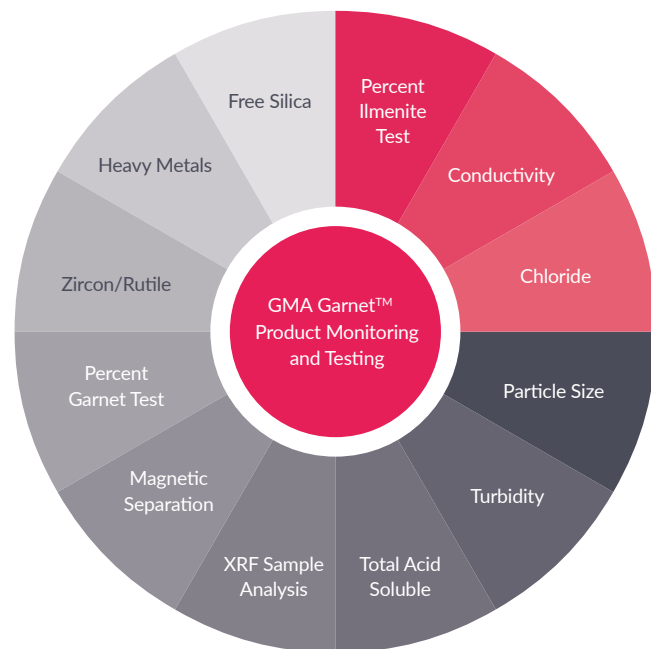 Percent
Ilmenite
Test
Conductivity
Chloride
Particle Size
Turbidity
Total Acid
Soluble
XRF Sample
Analysis
Magnetic
Separation
Percent
Garnet Test
Zircon/Rutile
Heavy Metals
Free Silica
GMA Garnet™
Product Monitoring
and Testing